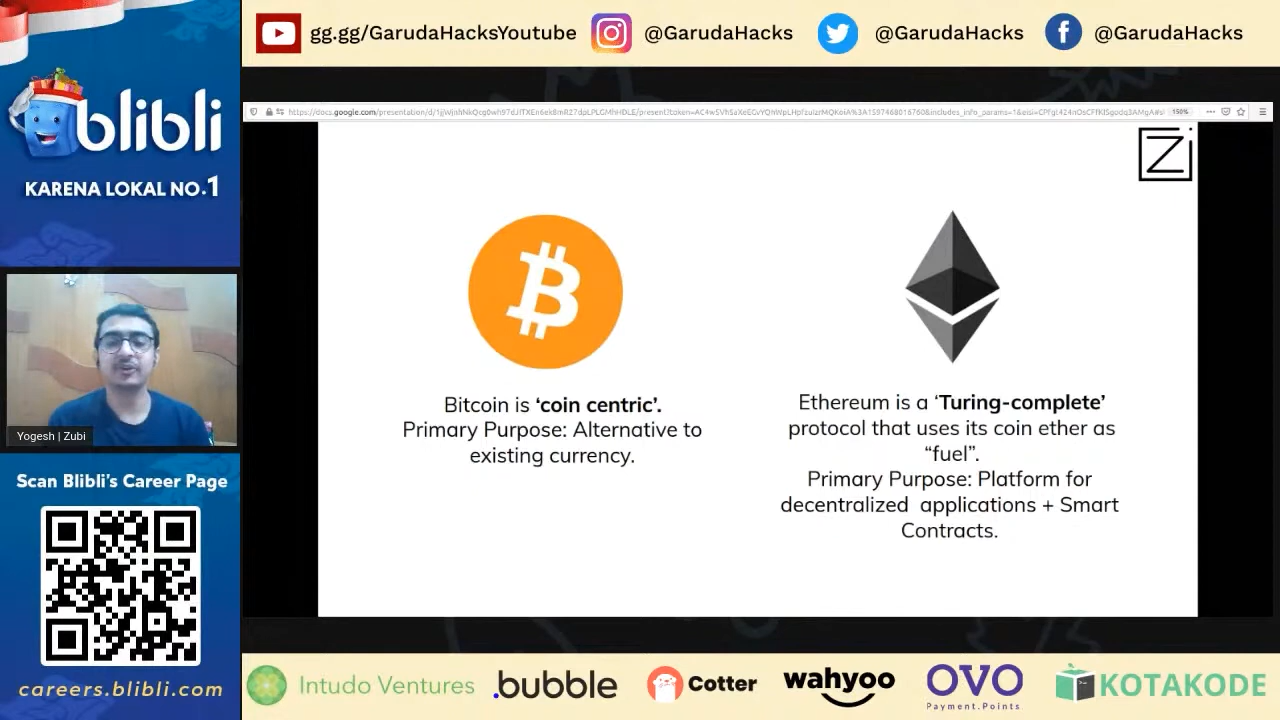 gg.gg/GarudaHacksYoutube
@GarudaHacks
@GarudaHacks
@GarudaHacks
blibli
KARENA LOKAL NO.1
150%
Zi
Bitcoin is ‘coin centric’.
Primary Purpose: Alternative to
existing currency.
Ethereum is a ‘Turing-complete’
protocol that uses its coin ether as
“fuel”.
Primary Purpose: Platform for
decentralized applications + Smart
Contracts.
Yogesh | Zubi
Scan Blibli's Career Page
careers.blibli.com
Intudo Ventures
.bubble
Cotter
wahyoo
OVO
Payment.Points
KOTAKODE